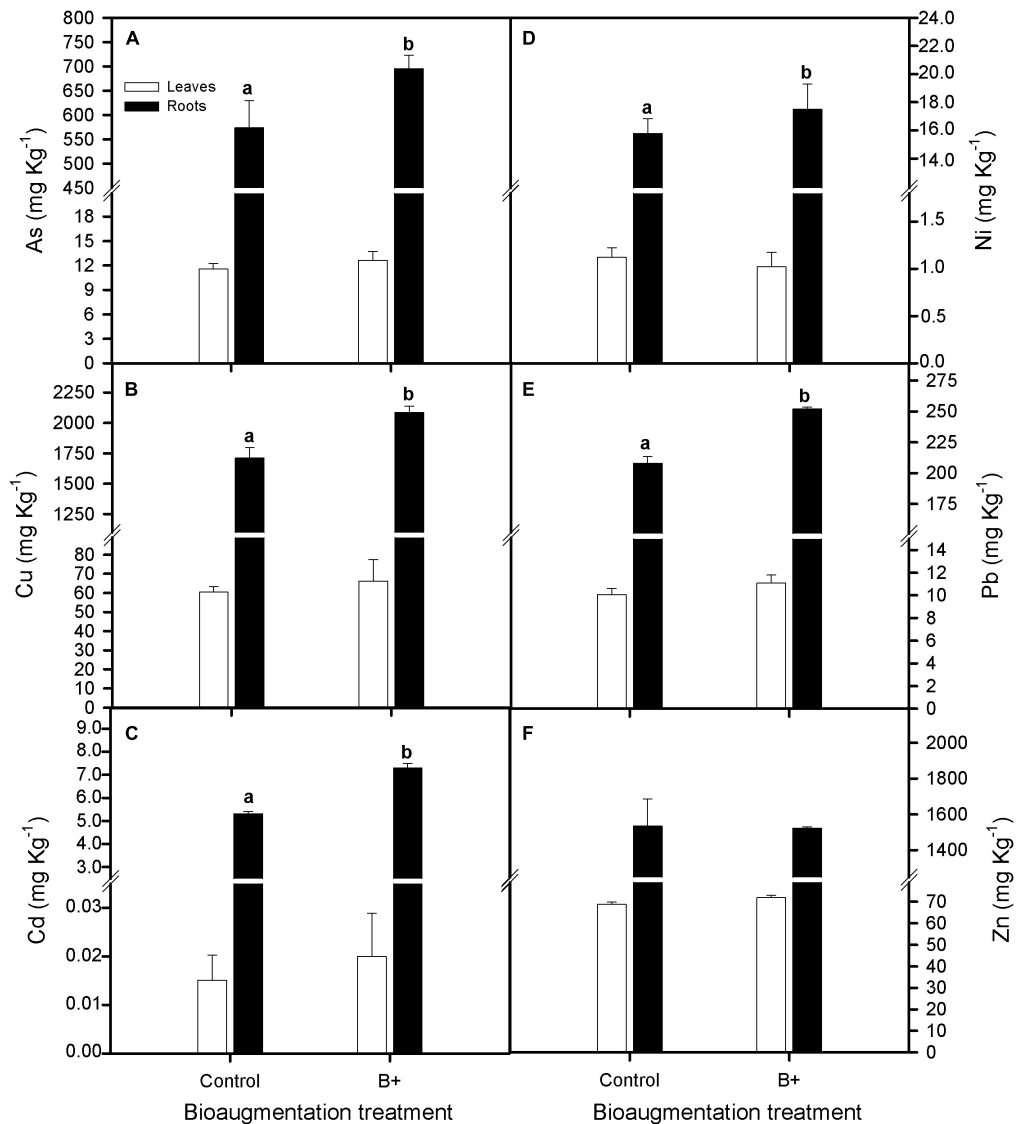 A
Leaves
Roots
a
b
As (mg Kg-1)
800
750
700
650
600
550
500
450
18
15
12
9
6
3
0
D
a
b
Ni (mg Kg-1)
24.0
22.0
20.0
18.0
16.0
14.0
1.5
1.0
0.5
0.0
B
a
b
Cu (mg Kg-1)
2250
2000
1750
1500
1250
80
70
60
50
40
30
20
10
0
E
a
b
Pb (mg Kg-1)
275
250
225
200
175
14
12
10
8
6
4
2
0
C
a
b
Cd (mg Kg-1)
9.0
8.0
7.0
6.0
5.0
4.0
3.0
0.03
0.02
0.01
0.00
F
Zn (mg Kg-1)
2000
1800
1600
1400
70
60
50
40
30
20
10
0
Control
B+
Control
B+
Bioaugmentation treatment
Bioaugmentation treatment